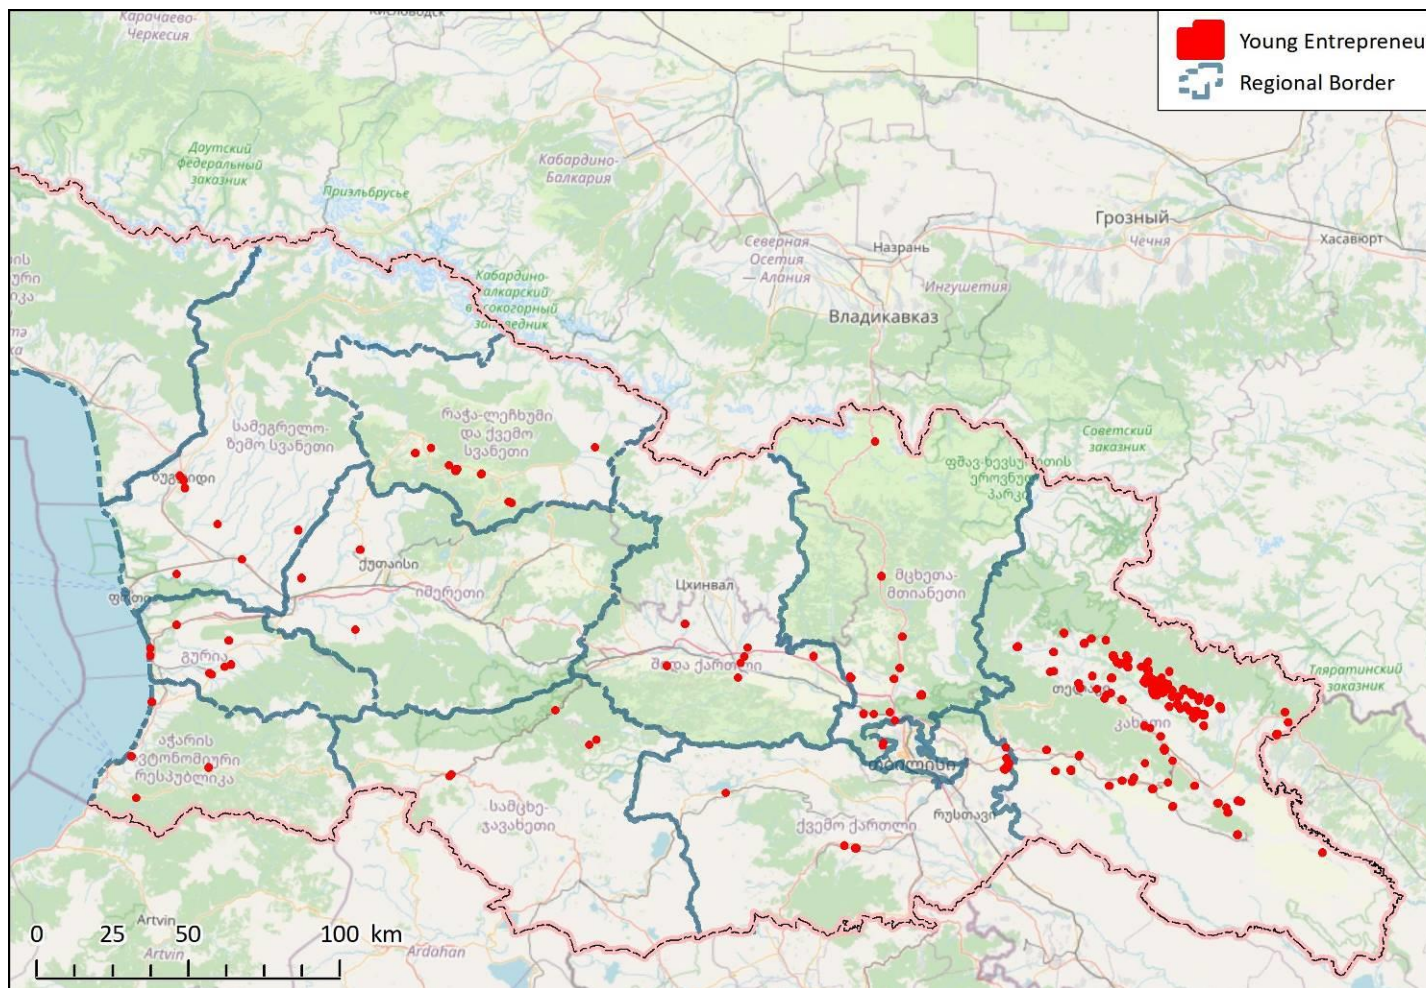 Карачаево-
Черкесия
Кисловодск
Young Entrepreneu
Regional Border
Даутский
федеральный
заказник
Приэльбрусье
Кабардино-
Балкария
Грозный
Чечня
Хасавюрт
Северная
Осетия
— Алания
Назрань
Ингушетия
Владикавказ
რაჭა-ლეჩხუმი
და ქვემო
სვანეთი
სამეგრელო-
ზემო სვანეთი
Советский
заказник
ქუთაისი
იმერეთი
Цхинвал
მცხეთა-
მთიანეთი
გურია
შიდა ქართლი
Тляратинский
заказник
კახეთი
აჭარის
რესპუბლიკა
თბილისი
სამცხე-
ჯავახეთი
ქვემო ქართლი
რუსთავი
Artvin
Artvin
Ardahan
0 25 50 100 km